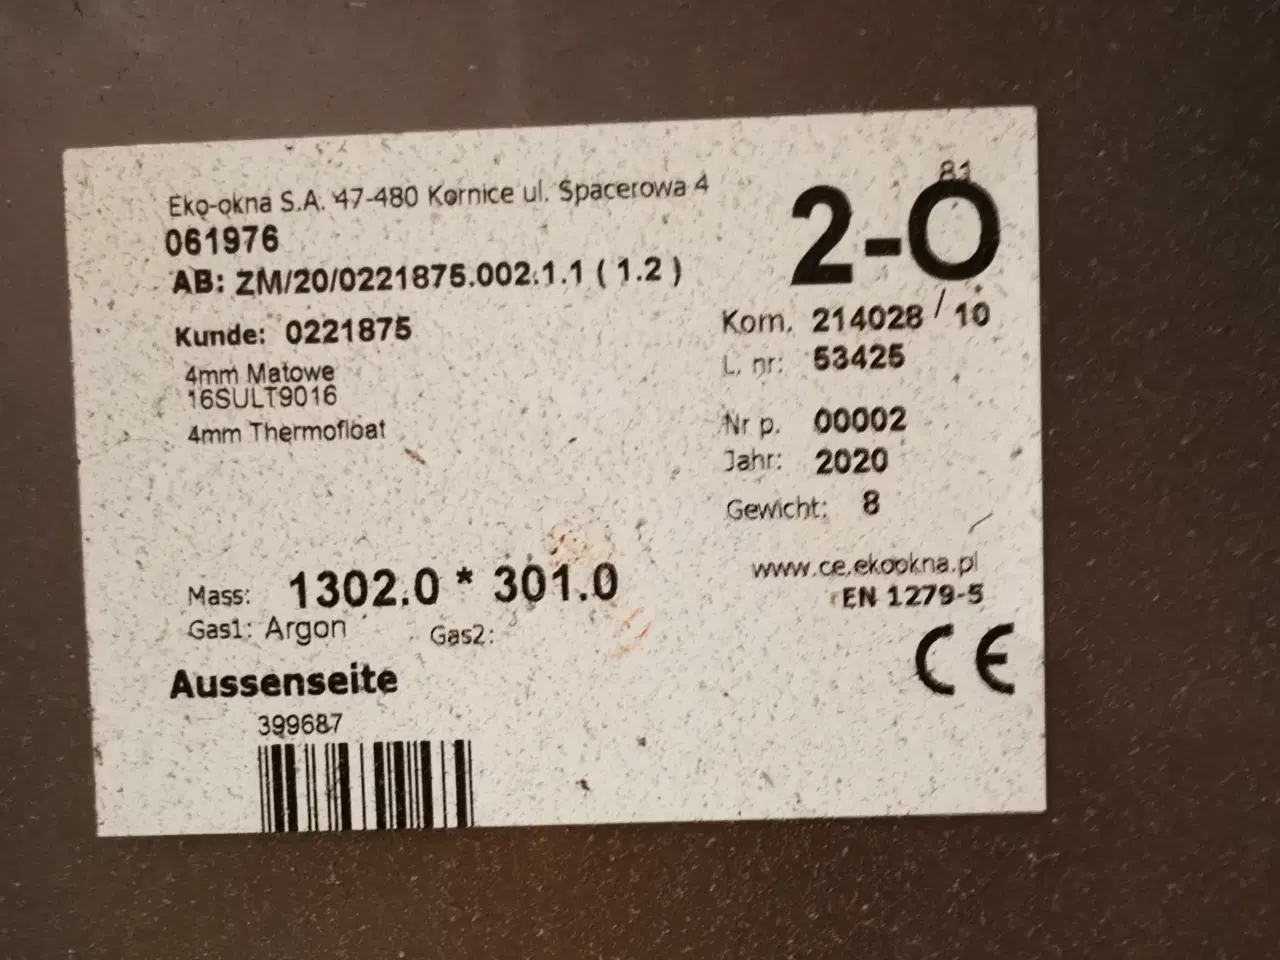 Eko-okna S.A. 47-480 Kornice ul. Spacerowa 4
061976
AB: ZM/20/0221875.002.1.1 ( 1.2 )
Kunde: 0221875
4mm Matowe
16SULT9016
4mm Thermofloat
81
2-O
Kom. 214028 / 10
L. nr: 53425
Nr p. 00002
Jahr: 2020
Gewicht: 8
www.ce.ekookna.pl
EN 1279-5
CE
Mass: 1302.0 * 301.0
Gas1: Argon Gas2:
Aussenseite
399687